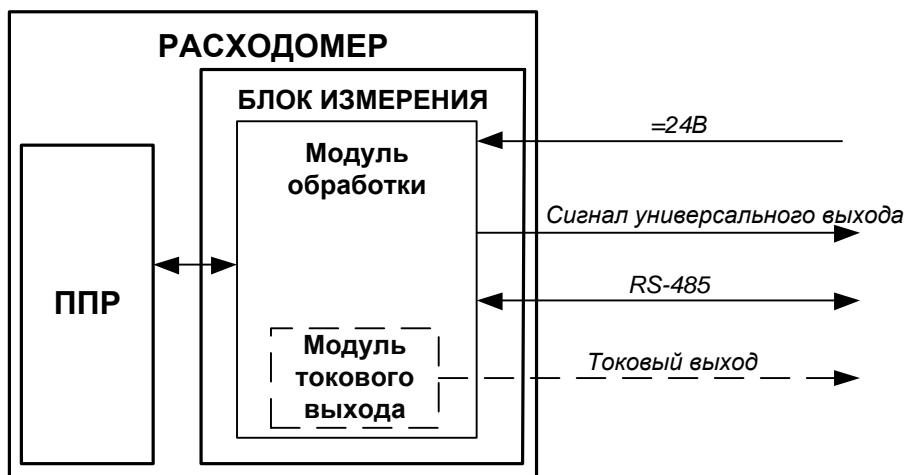 РАСХОДОМЕР
БЛОК ИЗМЕРЕНИЯ
ППР
Модуль
обработки
Модуль
токового
выхода
=24В
Сигнал универсального выхода
RS-485
Токовый выход